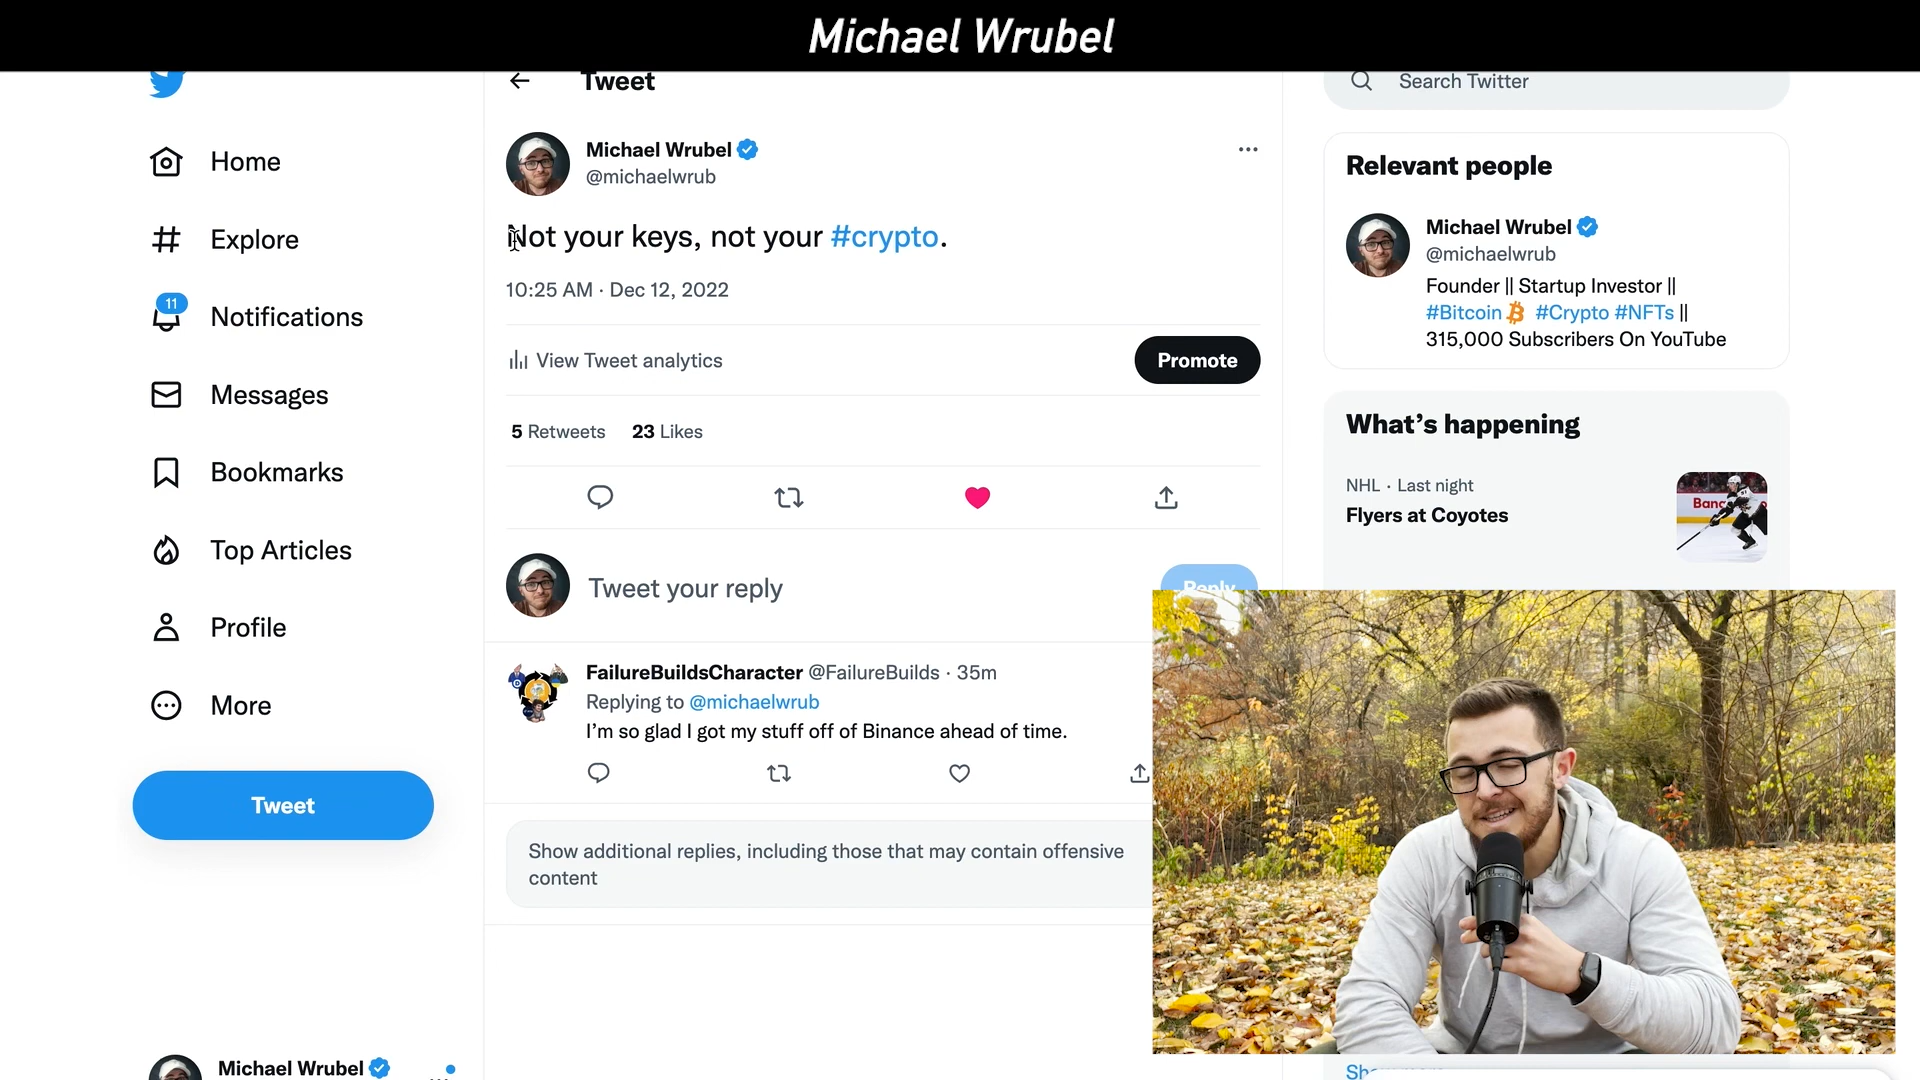 Michael Wrubel
Tweet
Search Twitter
Home
Explore
11
Notifications
Messages
Bookmarks
Top Articles
Profile
More
Tweet
Michael Wrubel
Michael Wrubel
@michaelwrub
Not your keys, not your #crypto.
10:25 AM · Dec 12, 2022
View Tweet analytics
Promote
5 Retweets 23 Likes
Tweet your reply
Reply
FailureBuildsCharacter @FailureBuilds · 35m
Replying to @michaelwrub
I'm so glad I got my stuff off of Binance ahead of time.
Show additional replies, including those that may contain offensive
content
Relevant people
Michael Wrubel
@michaelwrub
Founder || Startup Investor ||
#Bitcoin #Crypto #NFTs ||
315,000 Subscribers On YouTube
What's happening
NHL · Last night
Flyers at Coyotes